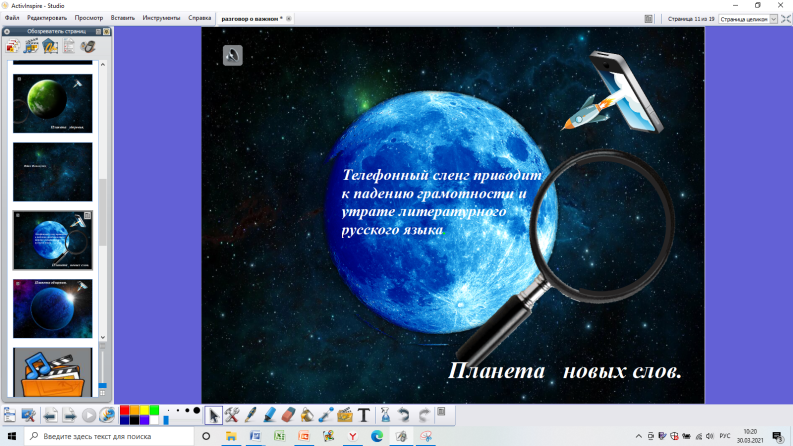 ActivInspire - Studio
Файл Редактировать Просмотр Вставить Инструменты Справка
разговор о важном *
Страница 11 из 19
Страница целиком
Обозреватель страниц
Телефонный сленг приводит
к падению грамотности и
утрате литературного
русского языка
Планета новых слов.
Введите здесь текст для поиска
РУС
10:20
30.03.2021